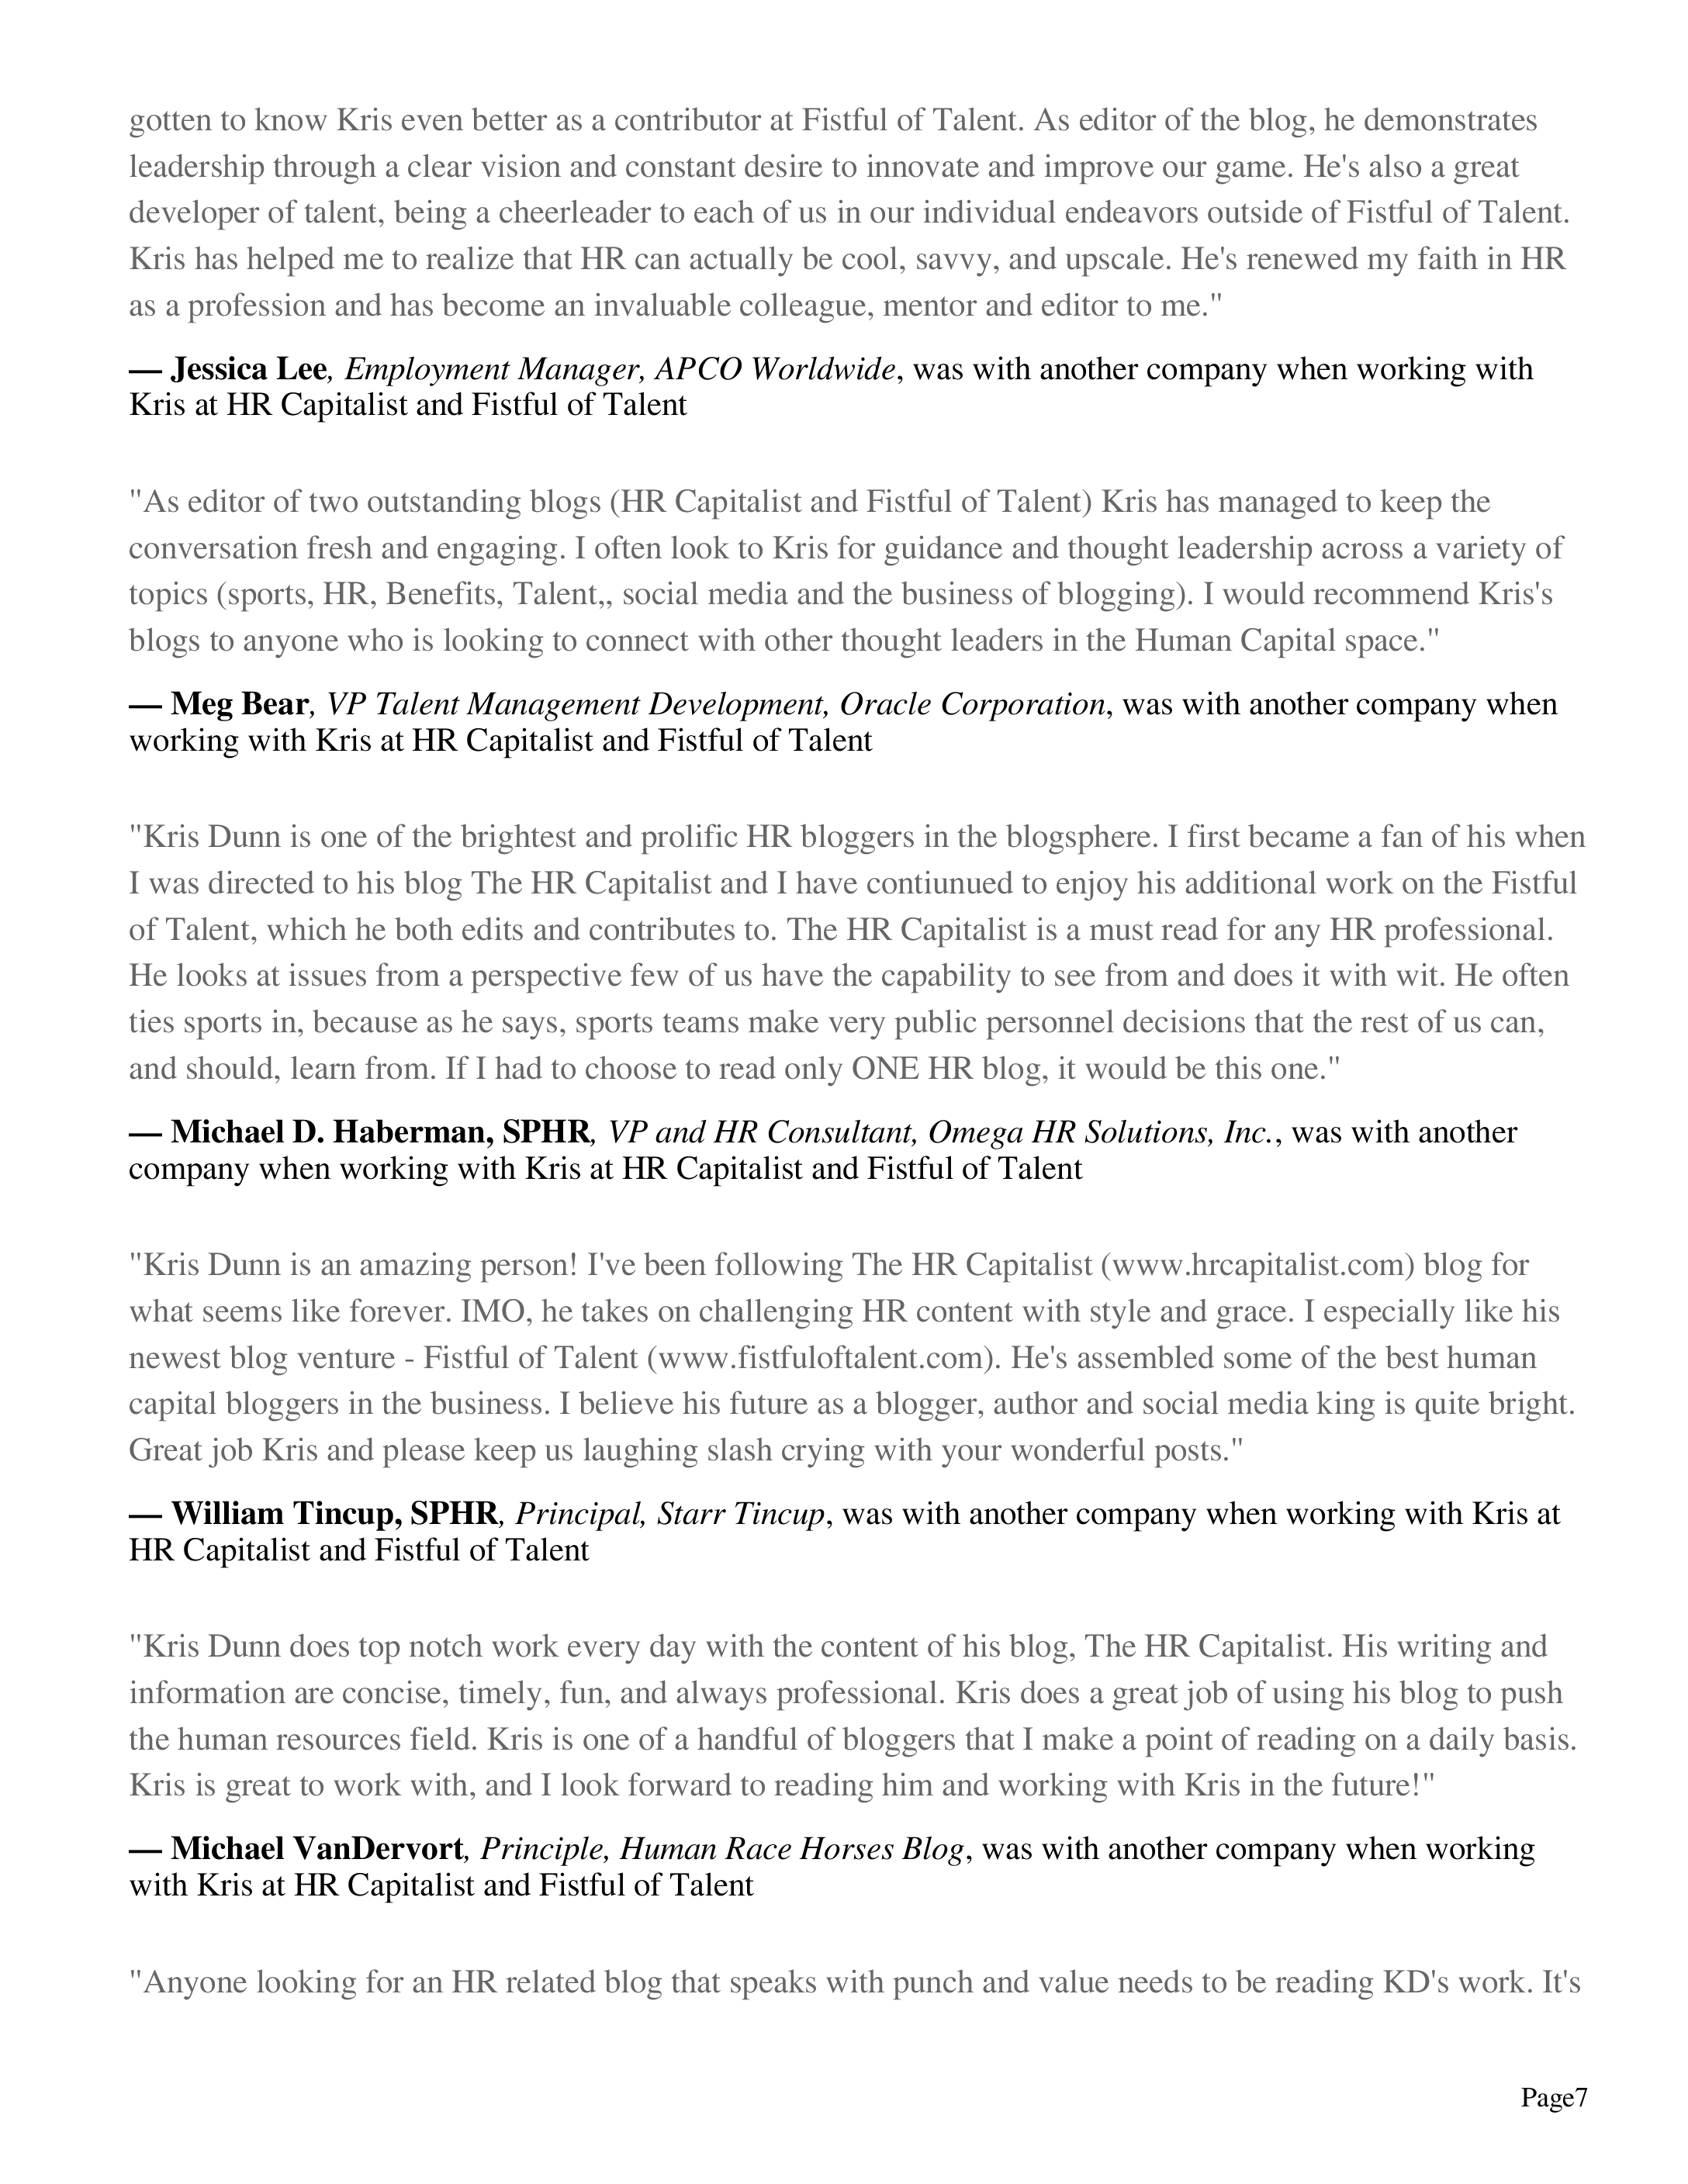 gotten to know Kris even better as a contributor at Fistful of Talent. As editor of the blog, he demonstrates
leadership through a clear vision and constant desire to innovate and improve our game. He's also a great
developer of talent, being a cheerleader to each of us in our individual endeavors outside of Fistful of Talent.
Kris has helped me to realize that HR can actually be cool, savvy, and upscale. He's renewed my faith in HR
as a profession and has become an invaluable colleague, mentor and editor to me."
— Jessica Lee, Employment Manager, APCO Worldwide, was with another company when working with
Kris at HR Capitalist and Fistful of Talent
"As editor of two outstanding blogs (HR Capitalist and Fistful of Talent) Kris has managed to keep the
conversation fresh and engaging. I often look to Kris for guidance and thought leadership across a variety of
topics (sports, HR, Benefits, Talent,, social media and the business of blogging). I would recommend Kris's
blogs to anyone who is looking to connect with other thought leaders in the Human Capital space."
— Meg Bear, VP Talent Management Development, Oracle Corporation, was with another company when
working with Kris at HR Capitalist and Fistful of Talent
"Kris Dunn is one of the brightest and prolific HR bloggers in the blogsphere. I first became a fan of his when
I was directed to his blog The HR Capitalist and I have contiunued to enjoy his additional work on the Fistful
of Talent, which he both edits and contributes to. The HR Capitalist is a must read for any HR professional.
He looks at issues from a perspective few of us have the capability to see from and does it with wit. He often
ties sports in, because as he says, sports teams make very public personnel decisions that the rest of us can,
and should, learn from. If I had to choose to read only ONE HR blog, it would be this one."
— Michael D. Haberman, SPHR, VP and HR Consultant, Omega HR Solutions, Inc., was with another
company when working with Kris at HR Capitalist and Fistful of Talent
"Kris Dunn is an amazing person! I've been following The HR Capitalist (www.hrcapitalist.com) blog for
what seems like forever. IMO, he takes on challenging HR content with style and grace. I especially like his
newest blog venture - Fistful of Talent (www.fistfuloftalent.com). He's assembled some of the best human
capital bloggers in the business. I believe his future as a blogger, author and social media king is quite bright.
Great job Kris and please keep us laughing slash crying with your wonderful posts."
— William Tincup, SPHR, Principal, Starr Tincup, was with another company when working with Kris at
HR Capitalist and Fistful of Talent
"Kris Dunn does top notch work every day with the content of his blog, The HR Capitalist. His writing and
information are concise, timely, fun, and always professional. Kris does a great job of using his blog to push
the human resources field. Kris is one of a handful of bloggers that I make a point of reading on a daily basis.
Kris is great to work with, and I look forward to reading him and working with Kris in the future!"
— Michael VanDervort, Principle, Human Race Horses Blog, was with another company when working
with Kris at HR Capitalist and Fistful of Talent
"Anyone looking for an HR related blog that speaks with punch and value needs to be reading KD's work. It's
Page7